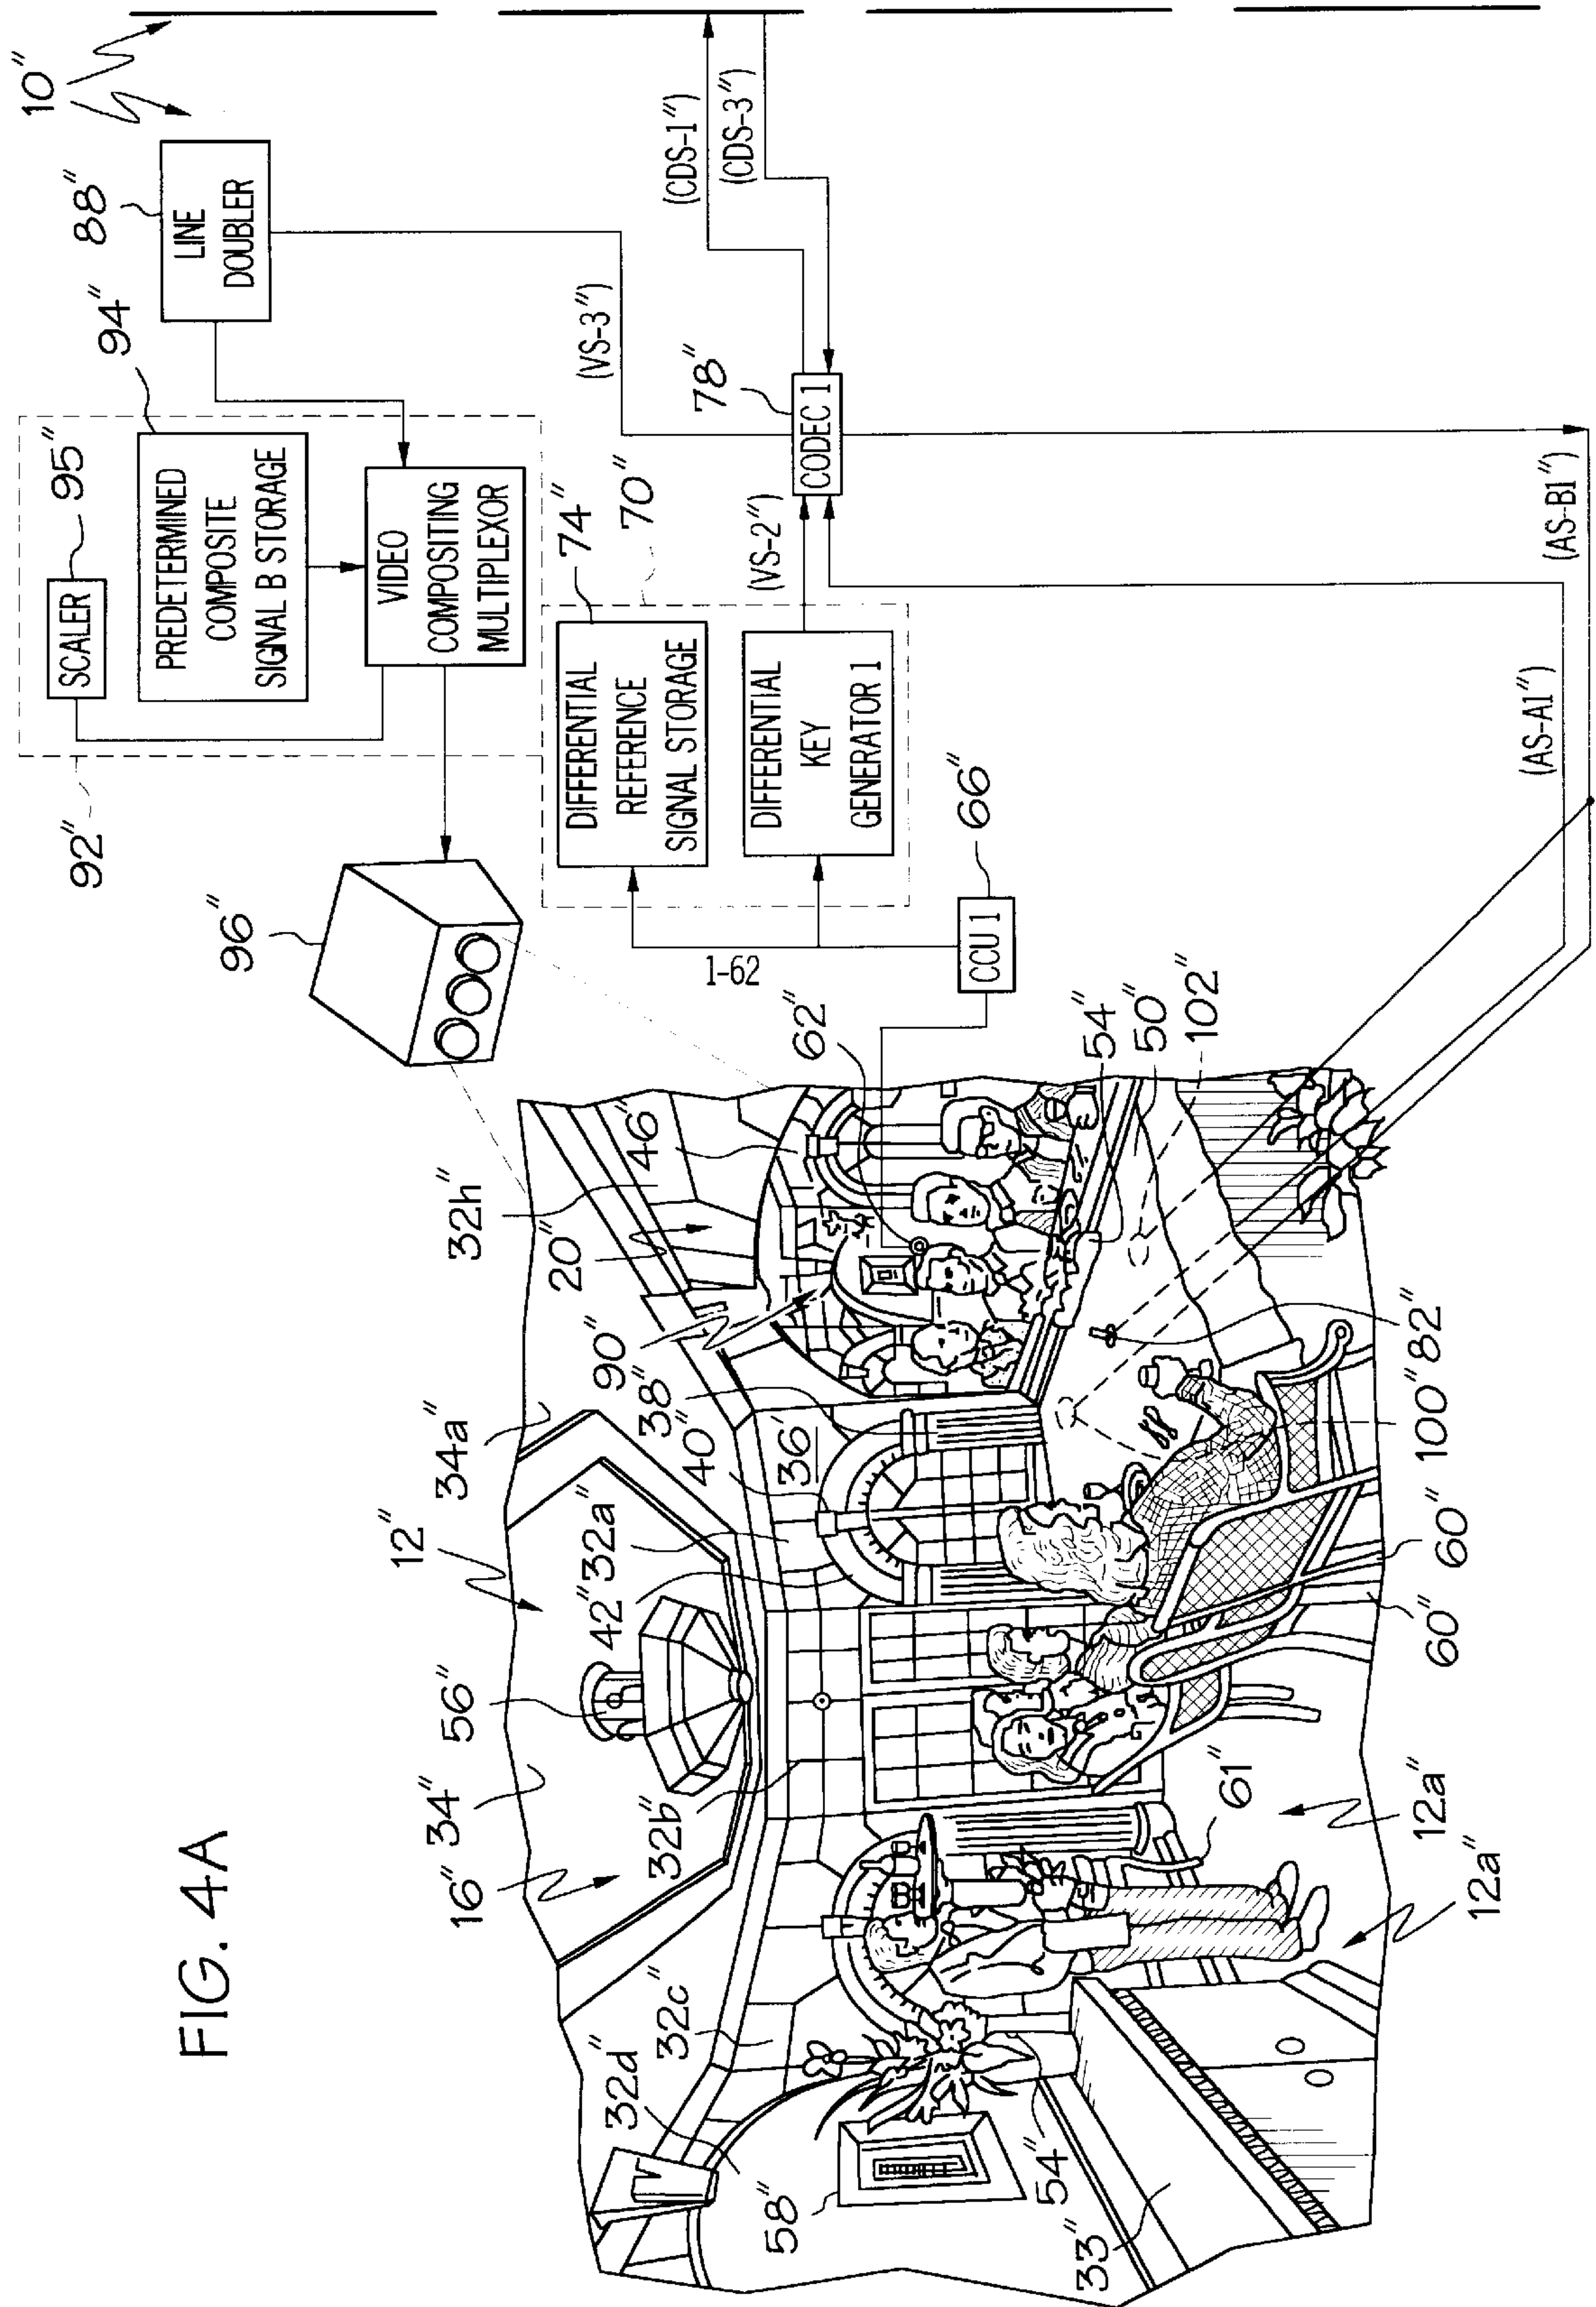 FIG. 4A
10"
88"
LINE
DOUBLER
94"
95"
SCALER
PREDETERMINED
COMPOSITE
SIGNAL B STORAGE
VIDEO
COMPOSITING
MULTIPLEXOR
92"
96"
(VS-3")
(CDS-1")
(CDS-3")
78"
CODEC 1
70"
74"
DIFFERENTIAL
REFERENCE
SIGNAL STORAGE
(VS-2")
DIFFERENTIAL
KEY
GENERATOR 1
1-62
66"
CCU 1
(AS-B1")
(AS-A1")
62"
54"
50"
102"
46"
32h"
20"
90"
38"
40"
36'
34a"
12"
32a"
42"
56"
34"
16"
32b"
32c"
32d"
58"
54"
33"
12a"
12a"
61"
60"
60"
100"
82"